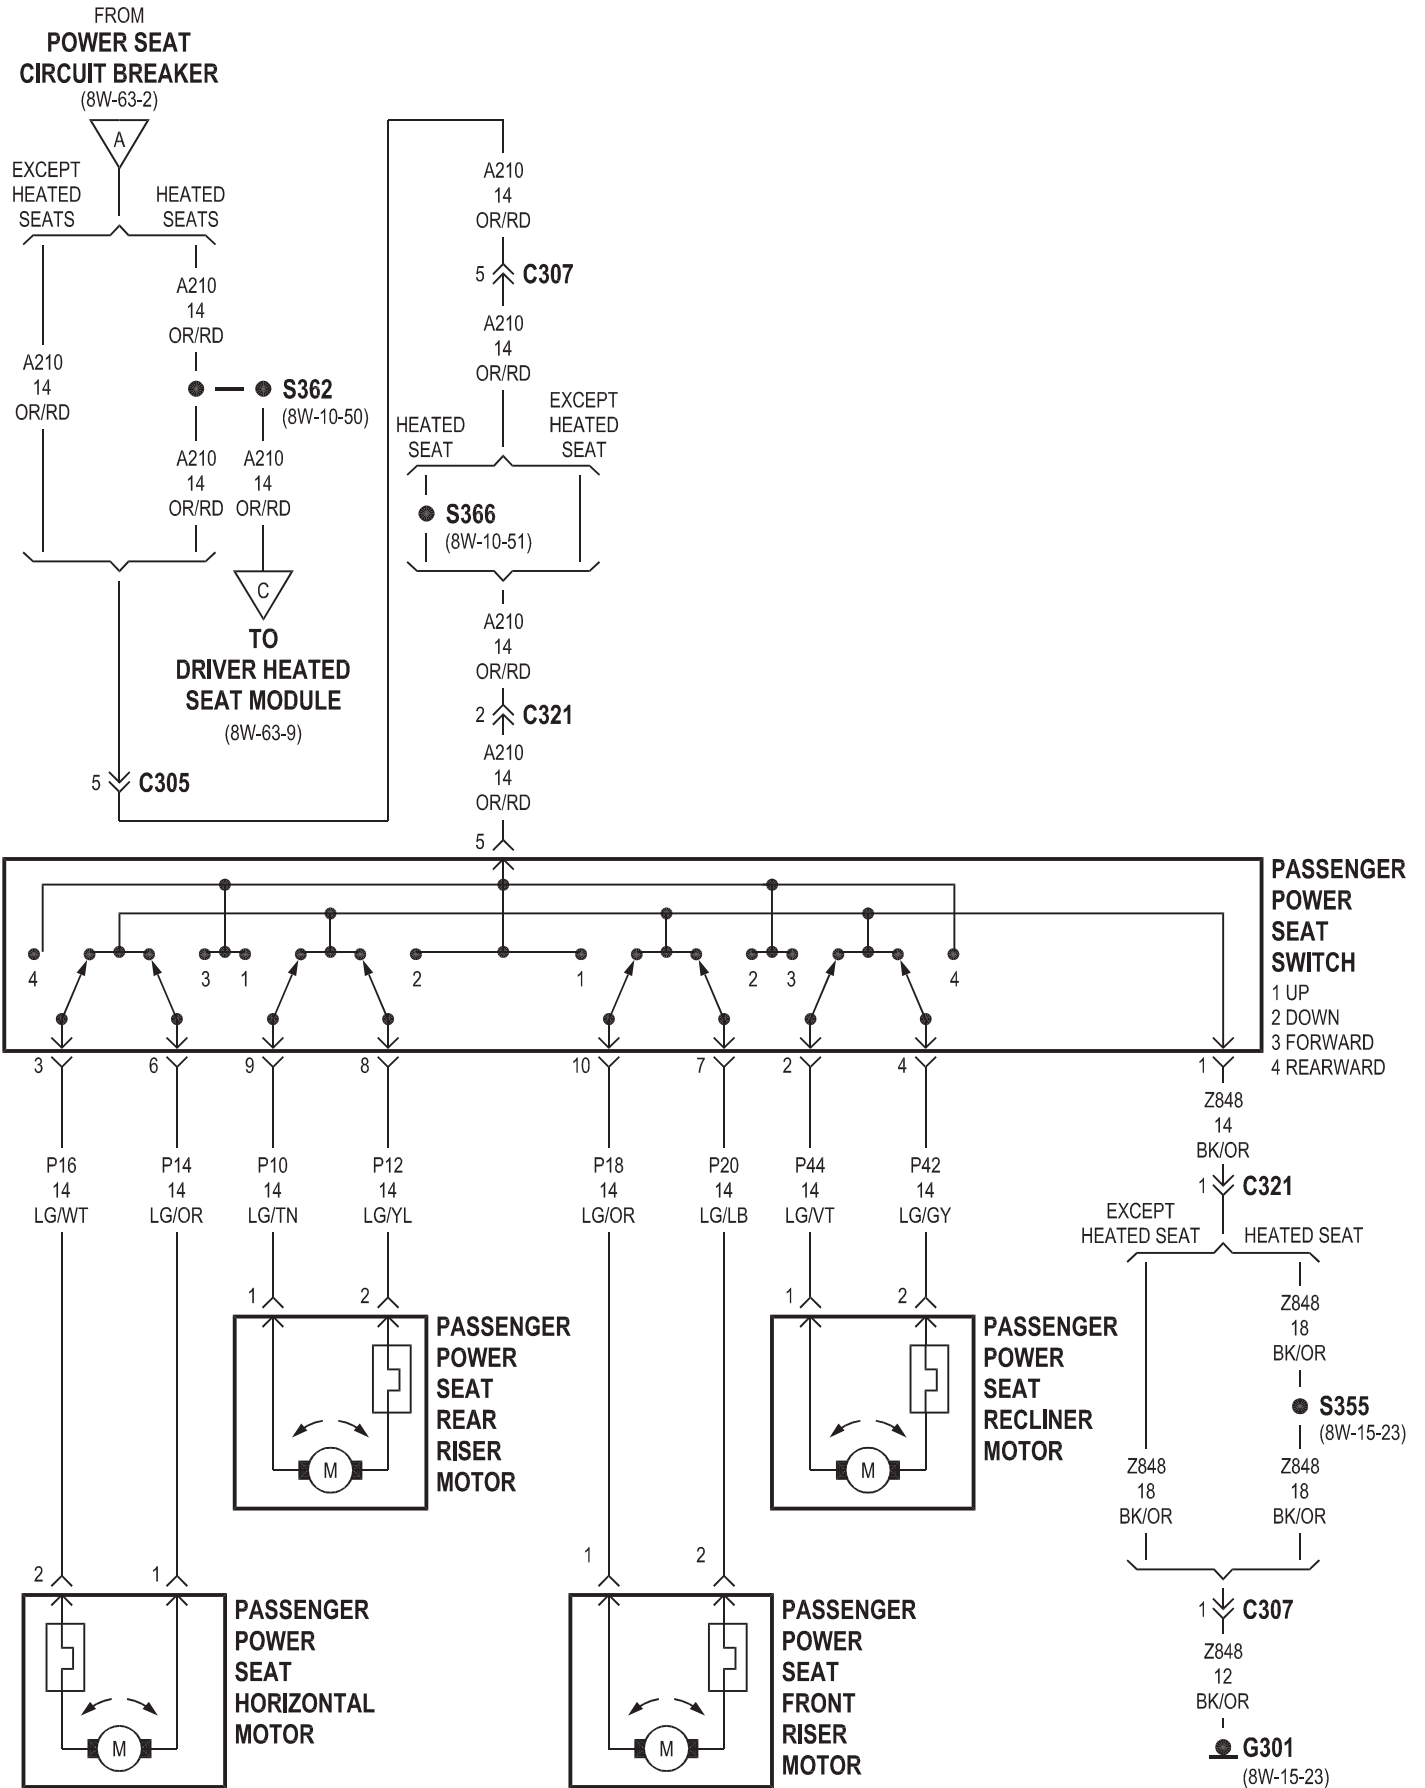 FROM
POWER SEAT
CIRCUIT BREAKER
(8W-63-2)
A
EXCEPT
HEATED
SEATS
HEATED
SEATS
A210
14
OR/RD
A210
14
OR/RD
S362
(8W-10-50)
A210
14
OR/RD
A210
14
OR/RD
C
TO
DRIVER HEATED
SEAT MODULE
(8W-63-9)
5
C305
A210
14
OR/RD
5
C307
A210
14
OR/RD
HEATED
SEAT
EXCEPT
HEATED
SEAT
S366
(8W-10-51)
A210
14
OR/RD
2
C321
A210
14
OR/RD
5
PASSENGER
POWER
SEAT
SWITCH
1 UP
2 DOWN
3 FORWARD
4 REARWARD
4
3
1
2
1
2
3
4
3
6
9
8
10
7
2
4
1
P16
14
LG/WT
P14
14
LG/OR
P10
14
LG/TN
P12
14
LG/YL
P18
14
LG/OR
P20
14
LG/LB
P44
14
LG/VT
P42
14
LG/GY
Z848
14
BK/OR
1
C321
EXCEPT
HEATED SEAT
HEATED SEAT
Z848
18
BK/OR
S355
(8W-15-23)
Z848
18
BK/OR
Z848
18
BK/OR
1
C307
Z848
12
BK/OR
G301
(8W-15-23)
1
2
M
PASSENGER
POWER
SEAT
REAR
RISER
MOTOR
1
2
M
PASSENGER
POWER
SEAT
RECLINER
MOTOR
2
1
M
PASSENGER
POWER
SEAT
HORIZONTAL
MOTOR
1
2
M
PASSENGER
POWER
SEAT
FRONT
RISER
MOTOR